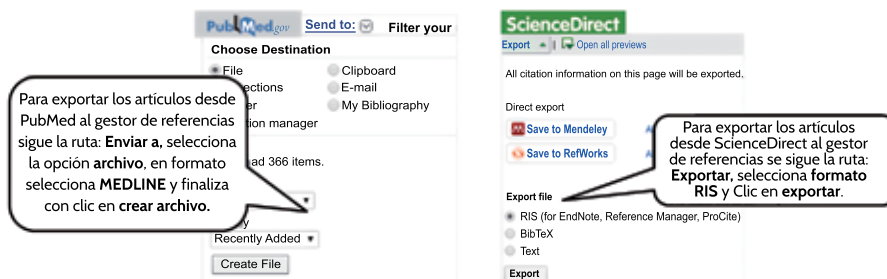 PubMed.gov Send to: Filter your
Choose Destination
File Clipboard
ections E-mail
er My Bibliography
tion manager
ad 366 items.
y
Recently Added
Create File
Para exportar los artículos desde
PubMed al gestor de referencias
sigue la ruta: Enviar a, selecciona
la opción archivo, en formato
selecciona MEDLINE y finaliza
con clic en crear archivo.
ScienceDirect
Export Open all previews
All citation information on this page will be exported.
Direct export
Save to Mendeley
Save to RefWorks
Export file
RIS (for EndNote, Reference Manager, ProCite)
BibTeX
Text
Export
Para exportar los artículos
desde ScienceDirect al gestor
de referencias se sigue la ruta:
Exportar, selecciona formato
RIS y Clic en exportar.